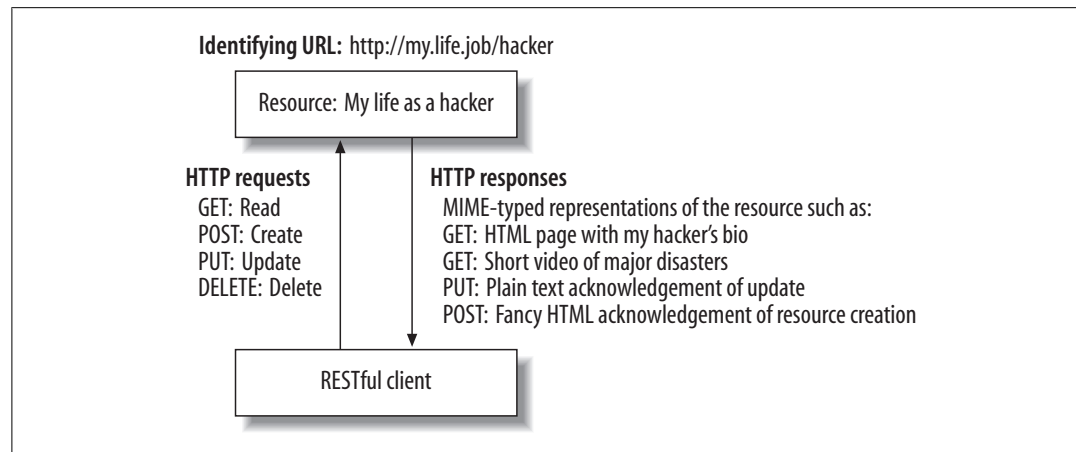 Identifying URL: http://my.life.job/hacker
Resource: My life as a hacker
HTTP requests
GET: Read
POST: Create
PUT: Update
DELETE: Delete
HTTP responses
MIME-typed representations of the resource such as:
GET: HTML page with my hacker’s bio
GET: Short video of major disasters
PUT: Plain text acknowledgement of update
POST: Fancy HTML acknowledgement of resource creation
RESTful client